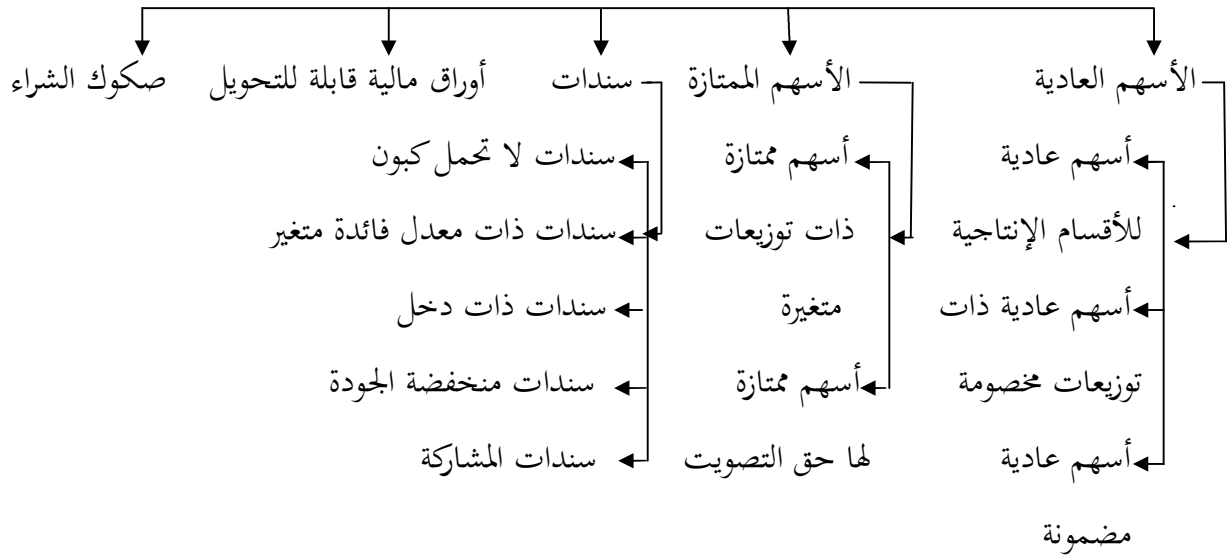 الأسهم العادية الأسهم الممتازة سندات أوراق مالية قابلة للتحويل صكوك الشراء
أسهم عادية أسهم ممتازة سندات لا تحمل كبون
للأقسام الإنتاجية ذات توزيعات سندات ذات معدل فائدة متغير
أسهم عادية ذات متغيرة سندات ذات دخل
توزيعات مخصومة أسهم ممتازة سندات منخفضة الجودة
أسهم عادية لها حق التصويت سندات المشاركة
مضمونة